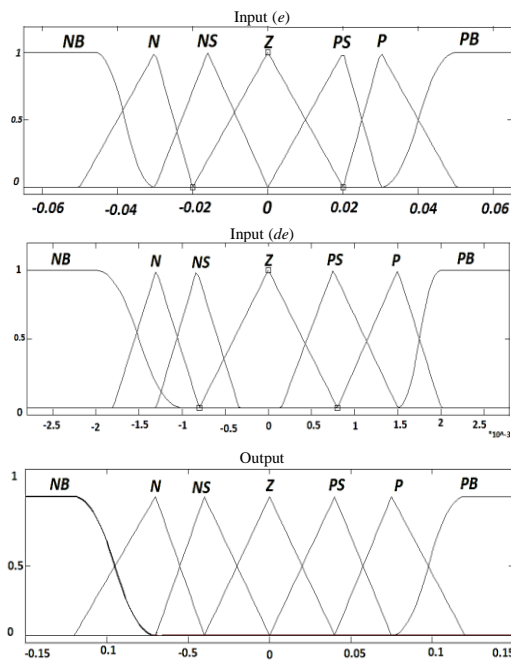 Input (e)
NB N NS Z PS P PB
1
0.5
0
-0.06 -0.04 -0.02 0 0.02 0.04 0.06
Input (de)
NB N NS Z PS P PB
1
0.5
0
-2.5 -2 -1.5 -1 -0.5 0 0.5 1 1.5 2 2.5
*10^-3
Output
NB N NS Z PS P PB
1
0.5
0
-0.15 0.1 -0.05 0 0.05 0.1 0.15